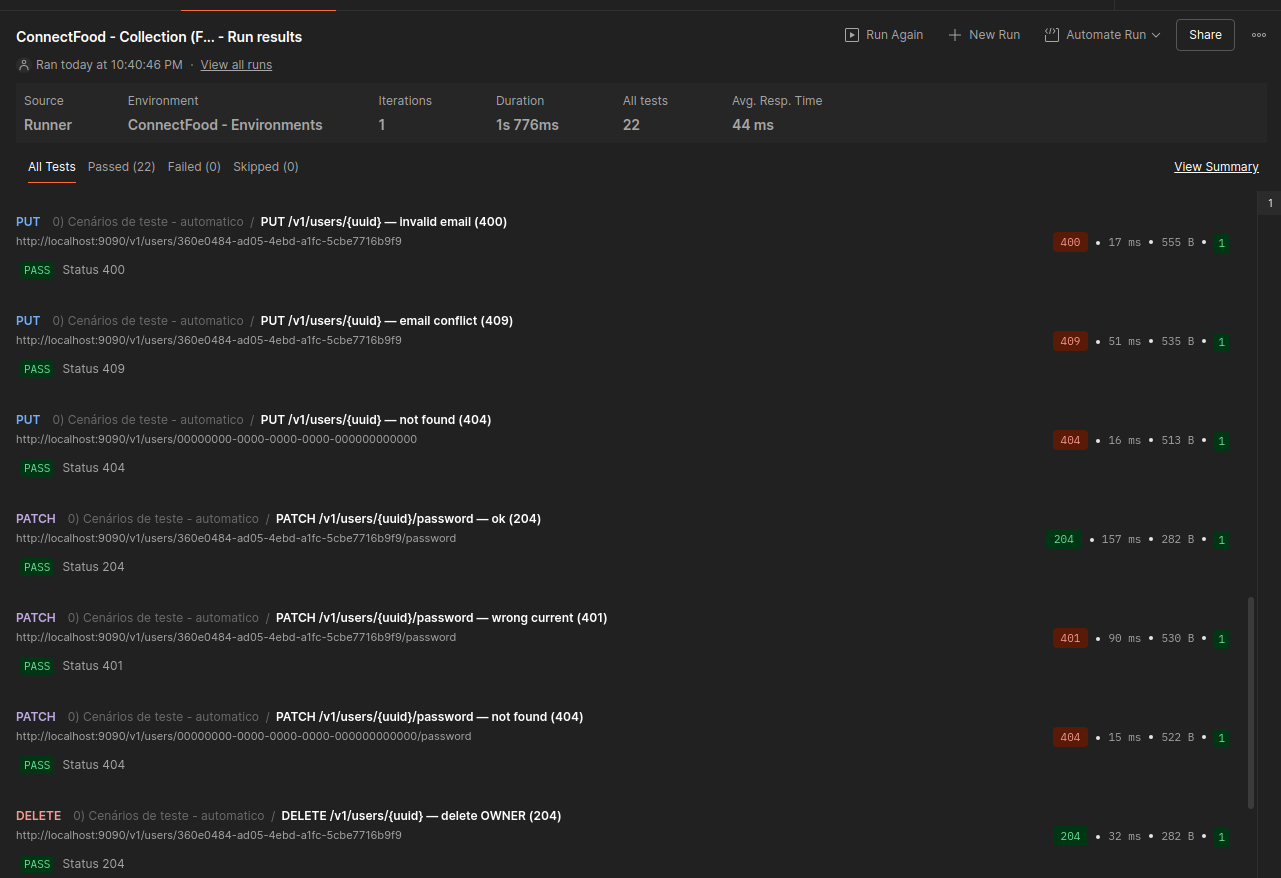 ConnectFood - Collection (F... - Run results
Run Again
New Run
Automate Run
Share
Ran today at 10:40:46 PM · View all runs
Source Environment Iterations Duration All tests Avg. Resp. Time
Runner ConnectFood - Environments 1 1s 776ms 22 44 ms
All Tests Passed (22) Failed (0) Skipped (0) View Summary
1
PUT 0) Cenários de teste - automatico / PUT /v1/users/{uuid} — invalid email (400)
http://localhost:9090/v1/users/360e0484-ad05-4ebd-a1fc-5cbe7716b9f9
400 • 17 ms • 555 B • 1
PASS Status 400
PUT 0) Cenários de teste - automatico / PUT /v1/users/{uuid} — email conflict (409)
http://localhost:9090/v1/users/360e0484-ad05-4ebd-a1fc-5cbe7716b9f9
409 • 51 ms • 535 B • 1
PASS Status 409
PUT 0) Cenários de teste - automatico / PUT /v1/users/{uuid} — not found (404)
http://localhost:9090/v1/users/00000000-0000-0000-0000-000000000000
404 • 16 ms • 513 B • 1
PASS Status 404
PATCH 0) Cenários de teste - automatico / PATCH /v1/users/{uuid}/password — ok (204)
http://localhost:9090/v1/users/360e0484-ad05-4ebd-a1fc-5cbe7716b9f9/password
204 • 157 ms • 282 B • 1
PASS Status 204
PATCH 0) Cenários de teste - automatico / PATCH /v1/users/{uuid}/password — wrong current (401)
http://localhost:9090/v1/users/360e0484-ad05-4ebd-a1fc-5cbe7716b9f9/password
401 • 90 ms • 530 B • 1
PASS Status 401
PATCH 0) Cenários de teste - automatico / PATCH /v1/users/{uuid}/password — not found (404)
http://localhost:9090/v1/users/00000000-0000-0000-0000-000000000000/password
404 • 15 ms • 522 B • 1
PASS Status 404
DELETE 0) Cenários de teste - automatico / DELETE /v1/users/{uuid} — delete OWNER (204)
http://localhost:9090/v1/users/360e0484-ad05-4ebd-a1fc-5cbe7716b9f9
204 • 32 ms • 282 B • 1
PASS Status 204